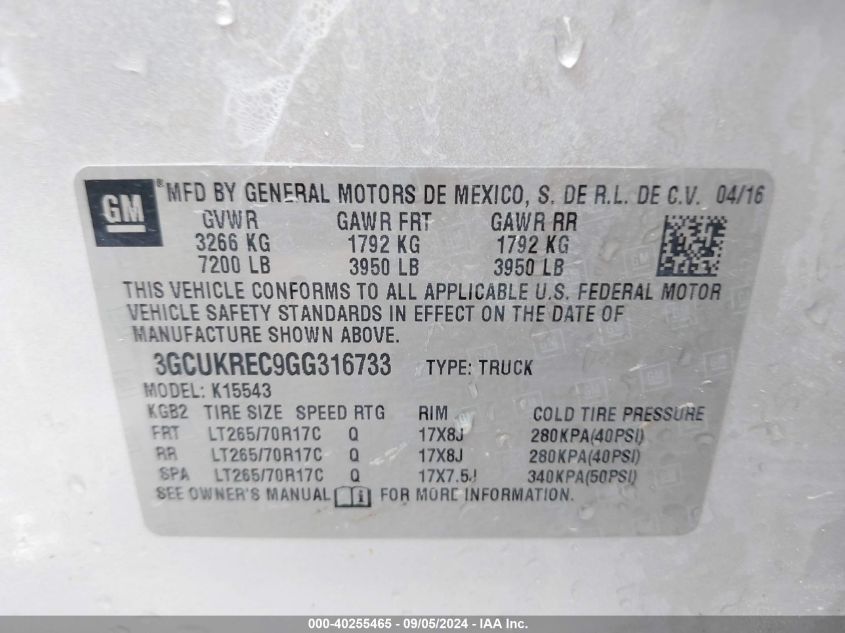 GM ® MFD BY GENERAL MOTORS DE MEXICO, S. DE R.L. DE C.V. 04/16
GVWR GAWR FRT GAWR RR
3266 KG 1792 KG 1792 KG
7200 LB 3950 LB 3950 LB
THIS VEHICLE CONFORMS TO ALL APPLICABLE U.S. FEDERAL MOTOR
VEHICLE SAFETY STANDARDS IN EFFECT ON THE DATE OF
MANUFACTURE SHOWN ABOVE.
3GCUKREC9GG316733 TYPE: TRUCK
MODEL: K15543
KGB2 TIRE SIZE SPEED RTG RIM COLD TIRE PRESSURE
FRT LT265/70R17C Q 17X8J 280KPA(40PSI)
RR LT265/70R17C Q 17X8J 280KPA(40PSI)
SPA LT265/70R17C Q 17X7.5J 340KPA(50PSI)
SEE OWNER'S MANUAL FOR MORE INFORMATION.
000-40255465 - 09/05/2024 - IAA Inc.